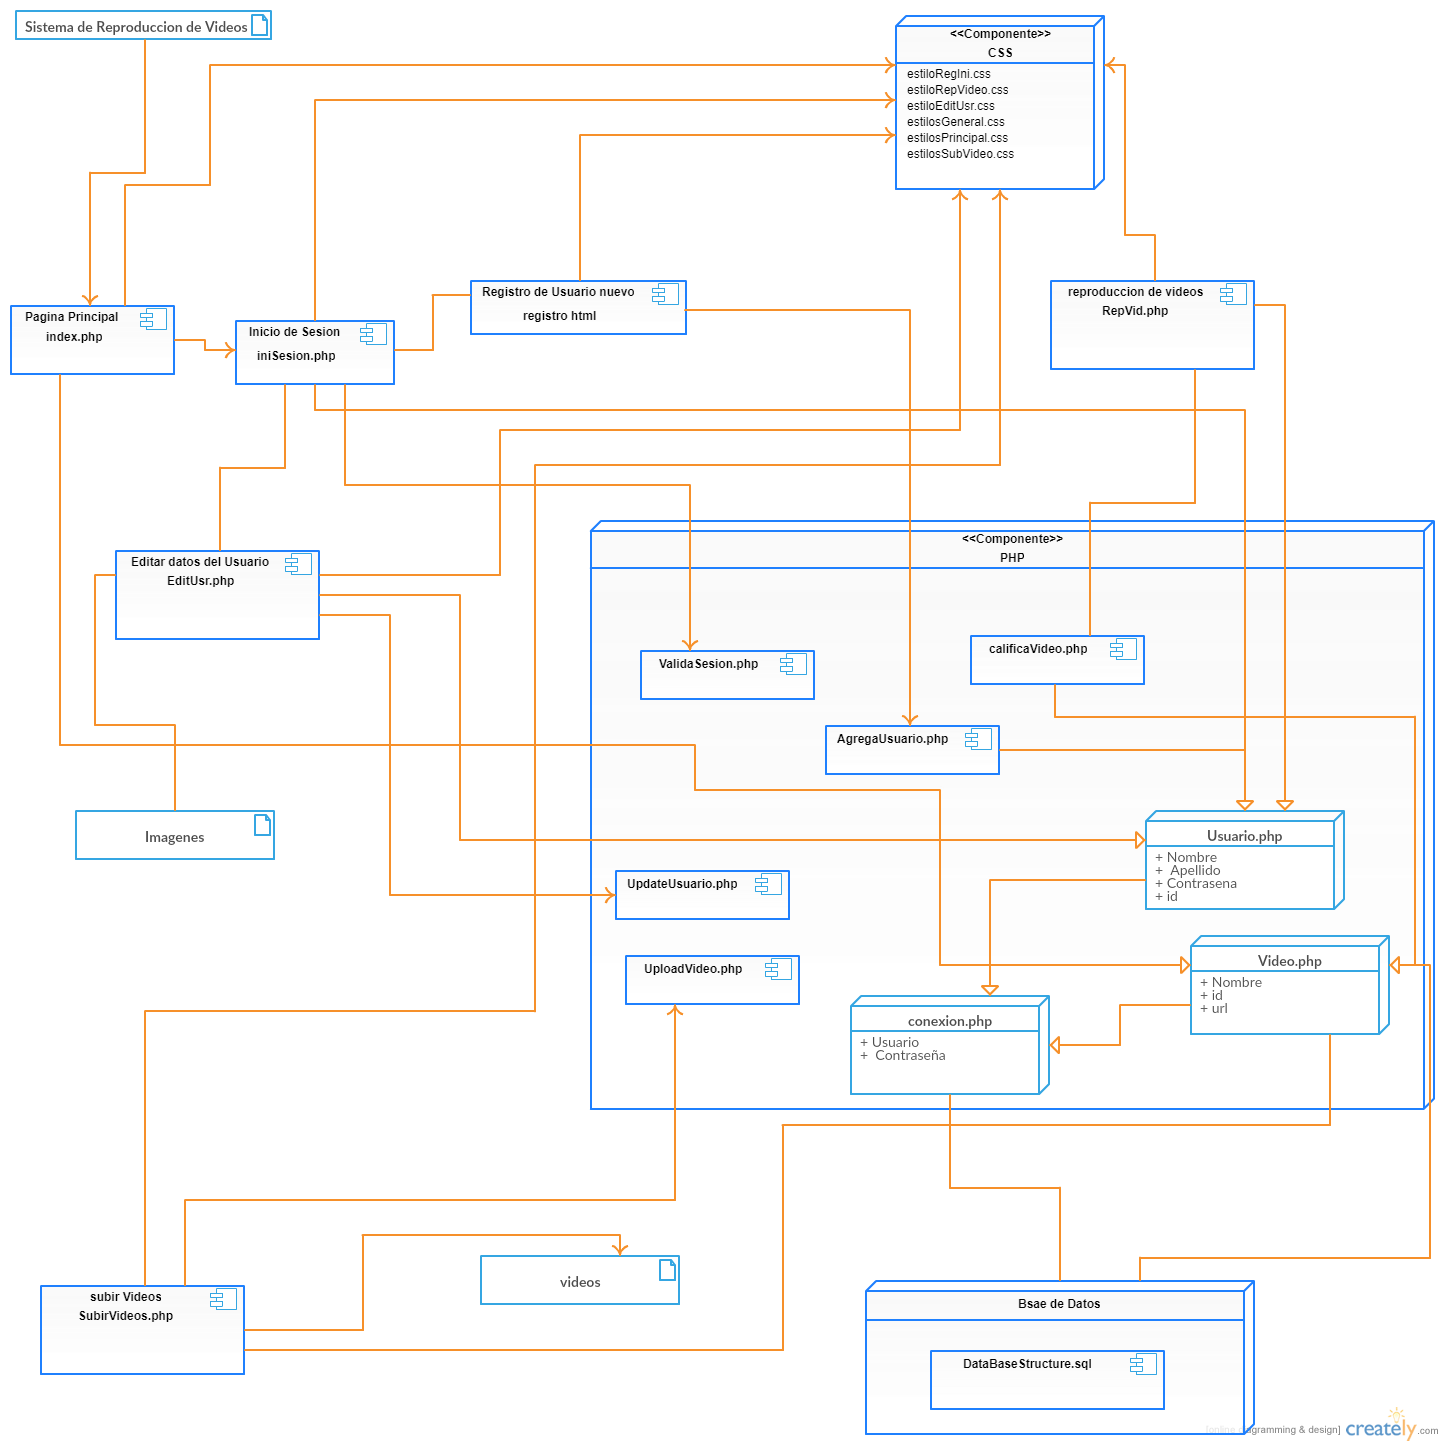 Sistema de Reproduccion de Videos
<<Componente>>
CSS
estiloRegIni.css
estiloRepVideo.css
estiloEditUsr.css
estilosGeneral.css
estilosPrincipal.css
estilosSubVideo.css
Pagina Principal
index.php
Inicio de Sesion
iniSesion.php
Registro de Usuario nuevo
registro html
reproduccion de videos
RepVid.php
Editar datos del Usuario
EditUsr.php
<<Componente>>
PHP
ValidaSesion.php
calificaVideo.php
AgregaUsuario.php
Imagenes
Usuario.php
+ Nombre
+ Apellido
+ Contrasena
+ id
UpdateUsuario.php
UploadVideo.php
Video.php
+ Nombre
+ id
+ url
conexion.php
+ Usuario
+ Contraseña
subir Videos
SubirVideos.php
videos
Bsae de Datos
DataBaseStructure.sql
[online diagramming & design] creately.com